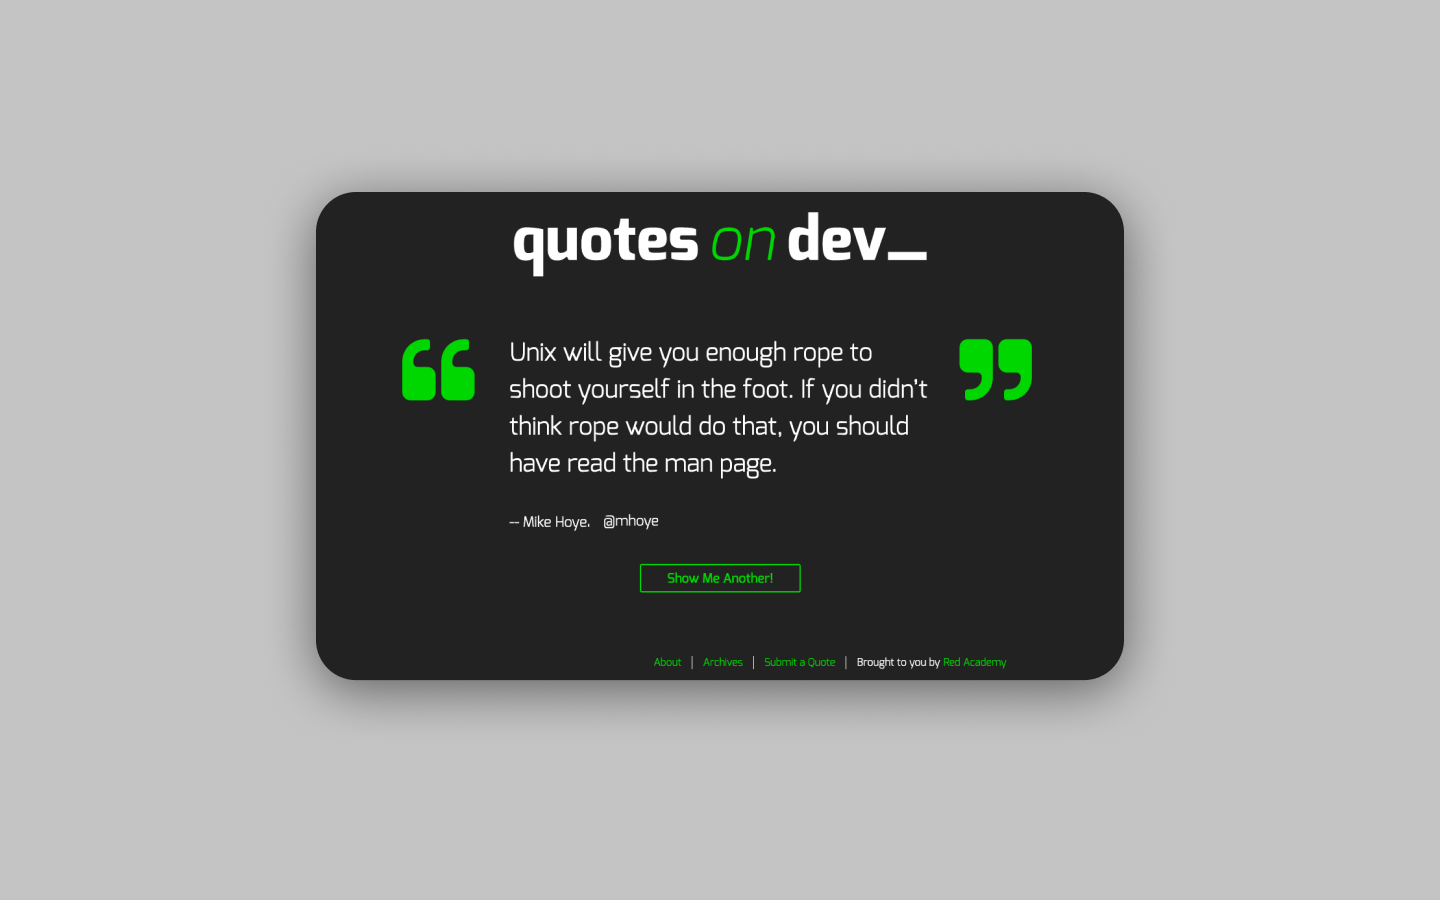 quotes on dev_
“ Unix will give you enough rope to ”
shoot yourself in the foot. If you didn't
think rope would do that, you should
have read the man page.
-- Mike Hoye. @mhoye
Show Me Another!
About | Archives | Submit a Quote | Brought to you by Red Academy